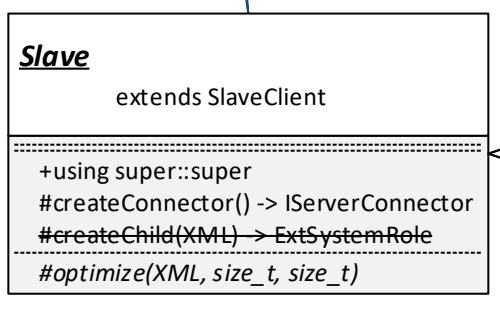 Slave
extends SlaveClient
+using super::super
#createConnector() -> IServerConnector
#createChild(XML) -> ExtSystemRole
#optimize(XML, size_t, size_t)